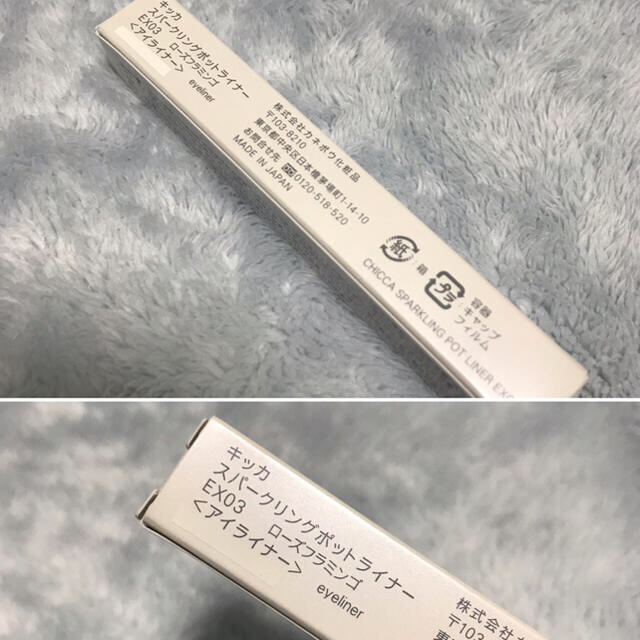 キッカ
スパークリングポットライナー
EX03 ローズフラミンゴ
<アイライナー> eyeliner
株式会社カネボウ化粧品
〒103-8210
東京都中央区日本橋茅場町1-14-10
お問合せ先 ☎0120-518-520
MADE IN JAPAN
紙 :箱
プラ 容器
キャップ
フィルム
CHICCA SPARKLING POT LINER EX0
キッカ
スパークリングポットライナー
EX03 ローズフラミンゴ
<アイライナー> eyeliner
株式会社
〒103